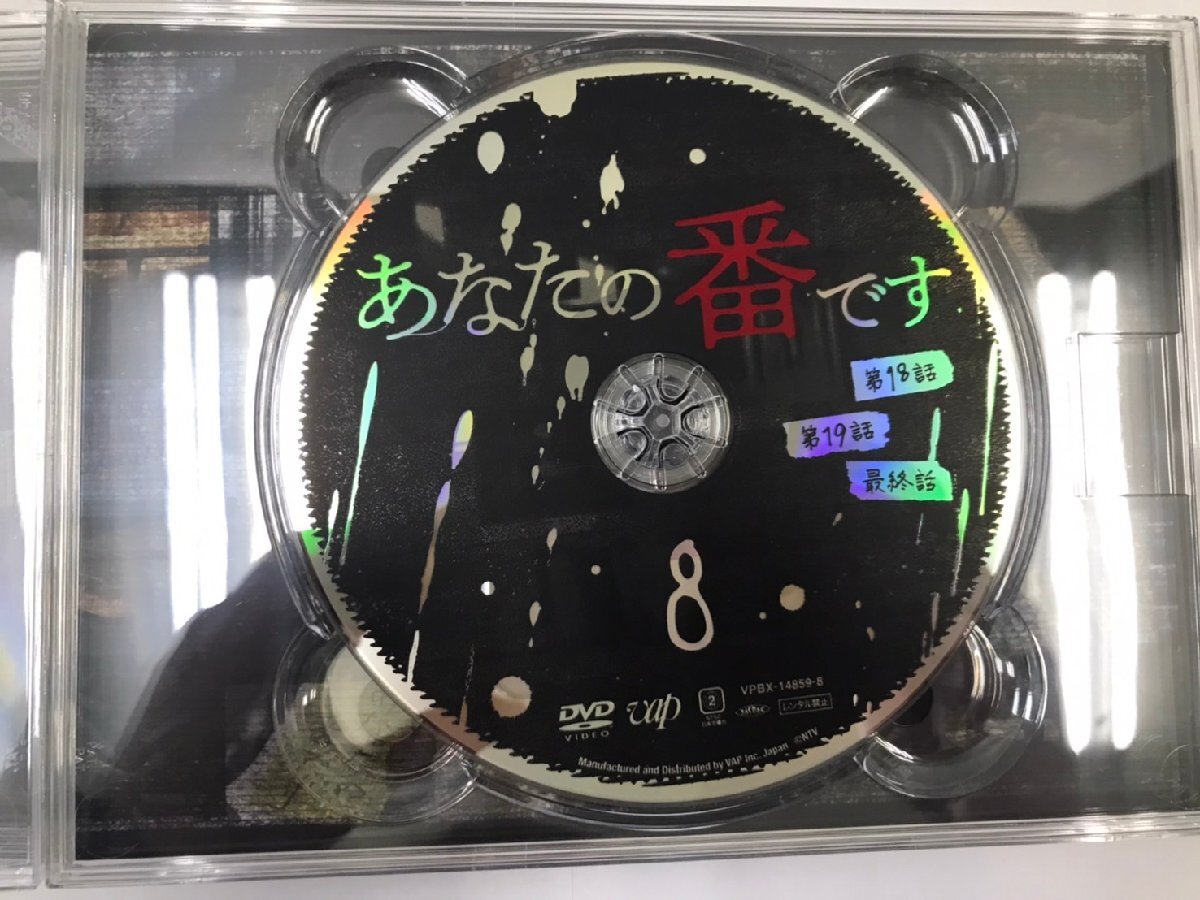 あなたの番です
第18話
第19話
最終話
8
DVD VIDEO
vap
2
VPBX-14859-8
レンタル禁止
Manufactured and Distributed by VAP Inc. Japan ©NTV